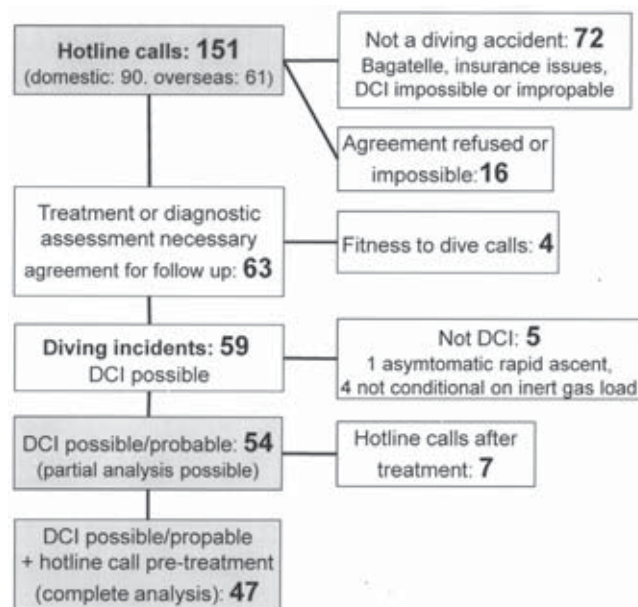 Hotline calls: 151
(domestic: 90. overseas: 61)
Not a diving accident: 72
Bagatelle, insurance issues,
DCI impossible or impropable
Agreement refused or
impossible: 16
Treatment or diagnostic
assessment necessary
agreement for follow up: 63
Fitness to dive calls: 4
Diving incidents: 59
DCI possible
Not DCI: 5
1 asymtomatic rapid ascent,
4 not conditional on inert gas load
DCI possible/probable: 54
(partial analysis possible)
Hotline calls after
treatment: 7
DCI possible/propable
+ hotline call pre-treatment
(complete analysis): 47